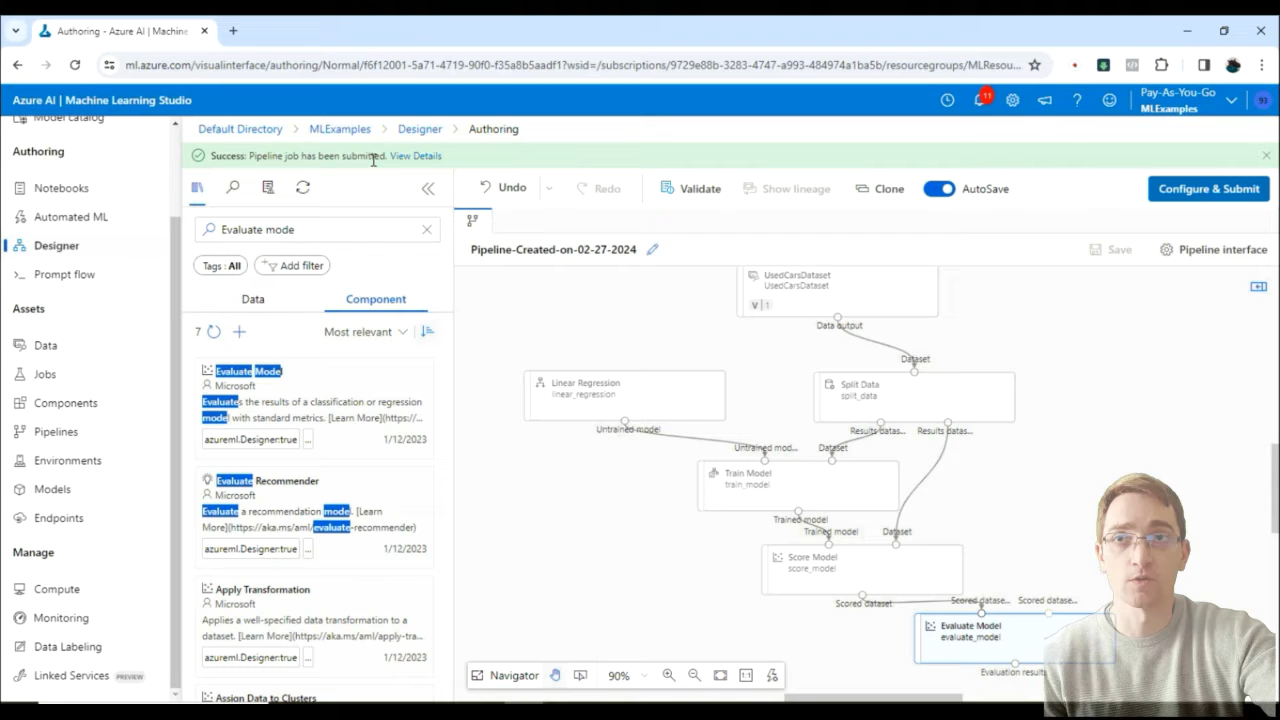 Authoring - Azure AI | Machine
ml.azure.com/visualinterface/authoring/Normal/f6f12001-5a71-4719-90f0-f35a8b5aadf1?wsid=/subscriptions/9729e88b-3283-4747-a993-484974a1ba5b/resourcegroups/MLResou...
Azure AI | Machine Learning Studio
11
Pay-As-You-Go
MLExamples
Model catalog
Authoring
Notebooks
Automated ML
Designer
Prompt flow
Assets
Data
Jobs
Components
Pipelines
Environments
Models
Endpoints
Manage
Compute
Monitoring
Data Labeling
Linked Services PREVIEW
Default Directory > MLExamples > Designer > Authoring
Success: Pipeline job has been submitted. View Details
Evaluate mode
Tags : All
Add filter
Data
Component
7
Most relevant
Evaluate Model
Microsoft
Evaluates the results of a classification or regression
model with standard metrics. [Learn More](https://...
azureml.Designer:true ... 1/12/2023
Evaluate Recommender
Microsoft
Evaluate a recommendation mode. [Learn
More](https://aka.ms/aml/evaluate-recommender)
azureml.Designer:true ... 1/12/2023
Apply Transformation
Microsoft
Applies a well-specified data transformation to a
dataset. [Learn More](https://aka.ms/aml/apply-tra...
azureml.Designer:true ... 1/12/2023
Assign Data to Clusters
Undo
Redo
Validate
Show lineage
Clone
AutoSave
Configure & Submit
Pipeline-Created-on-02-27-2024
Save
Pipeline interface
UsedCarsDataset
UsedCarsDataset
V | 1
Data output
Dataset
Linear Regression
linear_regression
Untrained model
Split Data
split_data
Results datas...
Results datas...
Untrained mod...
Dataset
Train Model
train_model
Trained model
Trained model
Dataset
Score Model
score_model
Scored dataset
Scored datase...
Scored datase...
Evaluate Model
evaluate_model
Evaluation results
Navigator
90%
1:1